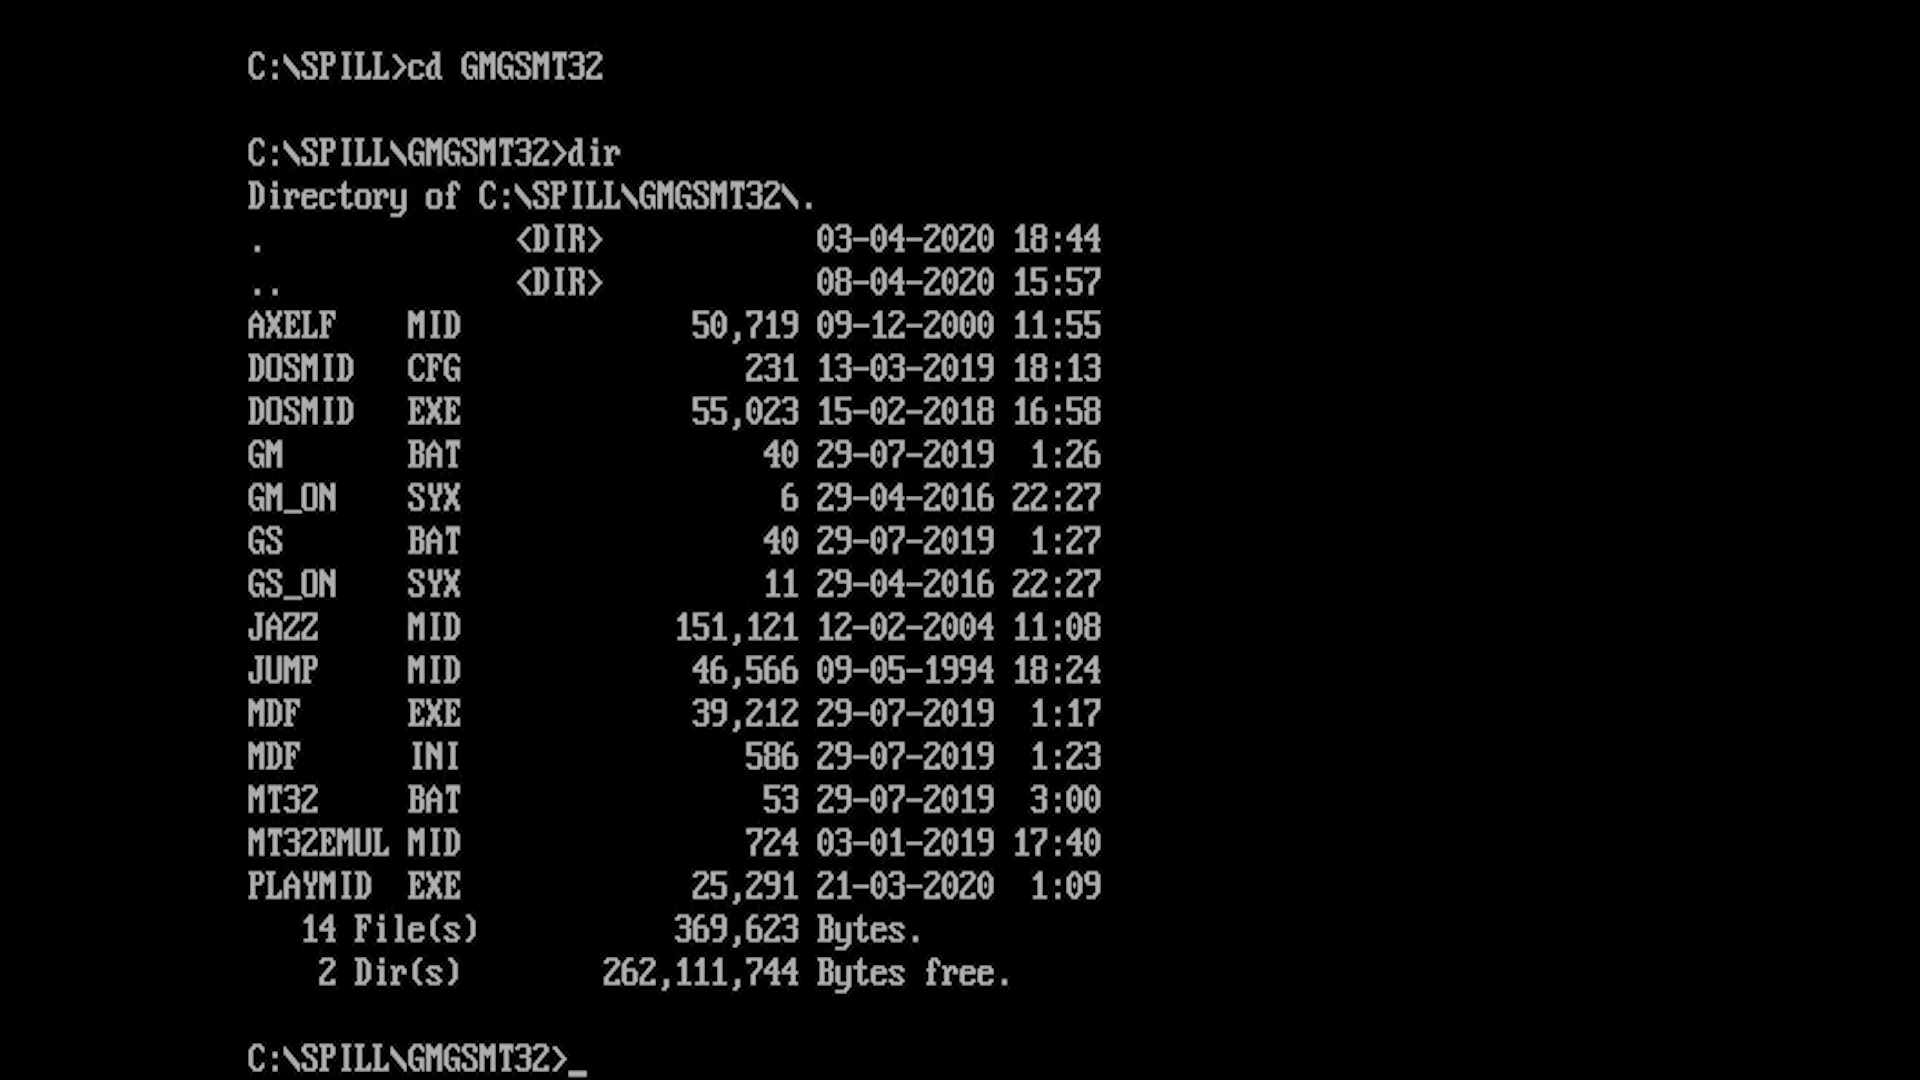 C:\SPILL>cd GMGSMT32
C:\SPILL\GMGSMT32>dir
Directory of C:\SPILL\GMGSMT32\.
. <DIR> 03-04-2020 18:44
.. <DIR> 08-04-2020 15:57
AXELF MID 50,719 09-12-2000 11:55
DOSMID CFG 231 13-03-2019 18:13
DOSMID EXE 55,023 15-02-2018 16:58
GM BAT 40 29-07-2019 1:26
GM_ON SYX 6 29-04-2016 22:27
GS BAT 40 29-07-2019 1:27
GS_ON SYX 11 29-04-2016 22:27
JAZZ MID 151,121 12-02-2004 11:08
JUMP MID 46,566 09-05-1994 18:24
MDF EXE 39,212 29-07-2019 1:17
MDF INI 586 29-07-2019 1:23
MT32 BAT 53 29-07-2019 3:00
MT32EMUL MID 724 03-01-2019 17:40
PLAYMID EXE 25,291 21-03-2020 1:09
14 File(s) 369,623 Bytes.
2 Dir(s) 262,111,744 Bytes free.
C:\SPILL\GMGSMT32>_